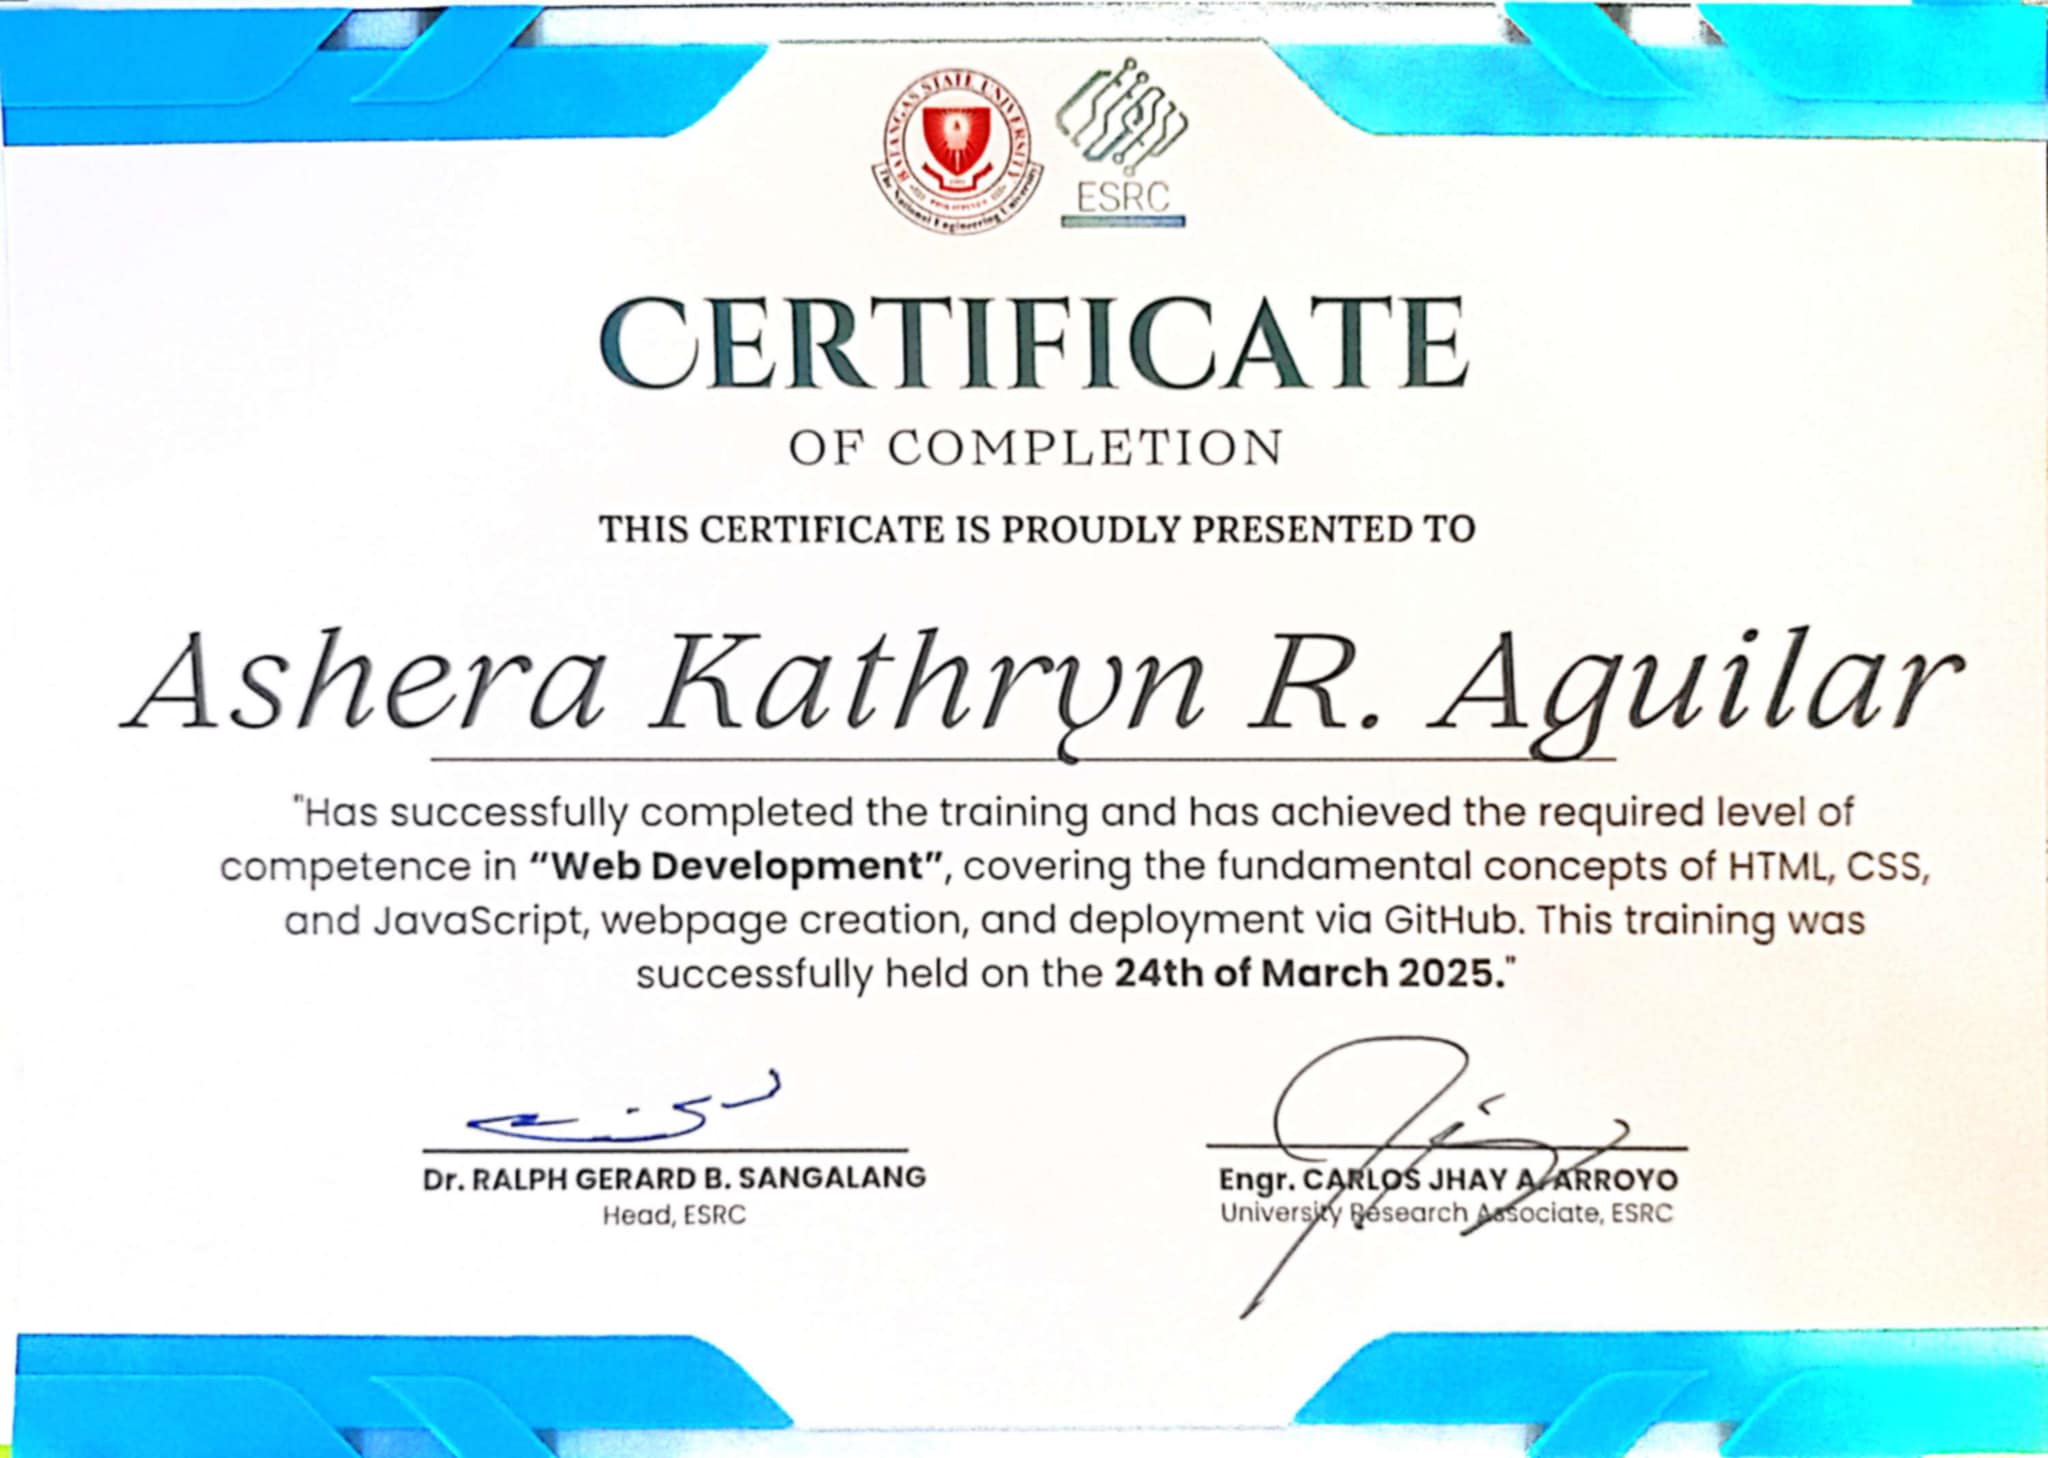 BATANGAS STATE UNIVERSITY
The National Engineering University
ESRC
CERTIFICATE
OF COMPLETION
THIS CERTIFICATE IS PROUDLY PRESENTED TO
Ashera Kathryn R. Aguilar
"Has successfully completed the training and has achieved the required level of
competence in “Web Development”, covering the fundamental concepts of HTML, CSS,
and JavaScript, webpage creation, and deployment via GitHub. This training was
successfully held on the 24th of March 2025."
Dr. RALPH GERARD B. SANGALANG
Head, ESRC
Engr. CARLOS JHAY A. ARROYO
University Research Associate, ESRC